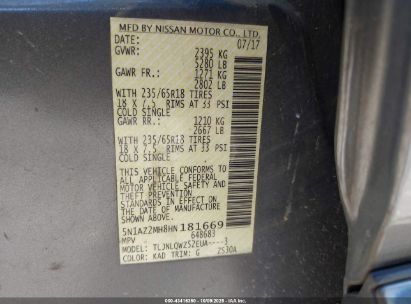 MFD BY NISSAN MOTOR CO., LTD.
DATE: 07/17
GVWR: 2395 KG
5280 LB
GAWR FR.: 1271 KG
2802 LB
WITH 235/65R18 TIRES
18 X 7.5 RIMS AT 33 PSI
COLD SINGLE
GAWR RR.: 1210 KG
2667 LB
WITH 235/65R18 TIRES
18 X 7.5 RIMS AT 33 PSI
COLD SINGLE
THIS VEHICLE CONFORMS TO
ALL APPLICABLE U.S. FEDERAL
MOTOR VEHICLE SAFETY AND
THEFT PREVENTION STANDARDS
IN EFFECT ON THE DATE OF
MANUFACTURE SHOWN ABOVE.
5N1AZ2MH8HN181669
MPV 648683
MODEL: TLJNLQWZ52EUA----3
COLOR: KAD TRIM: G ZS30A